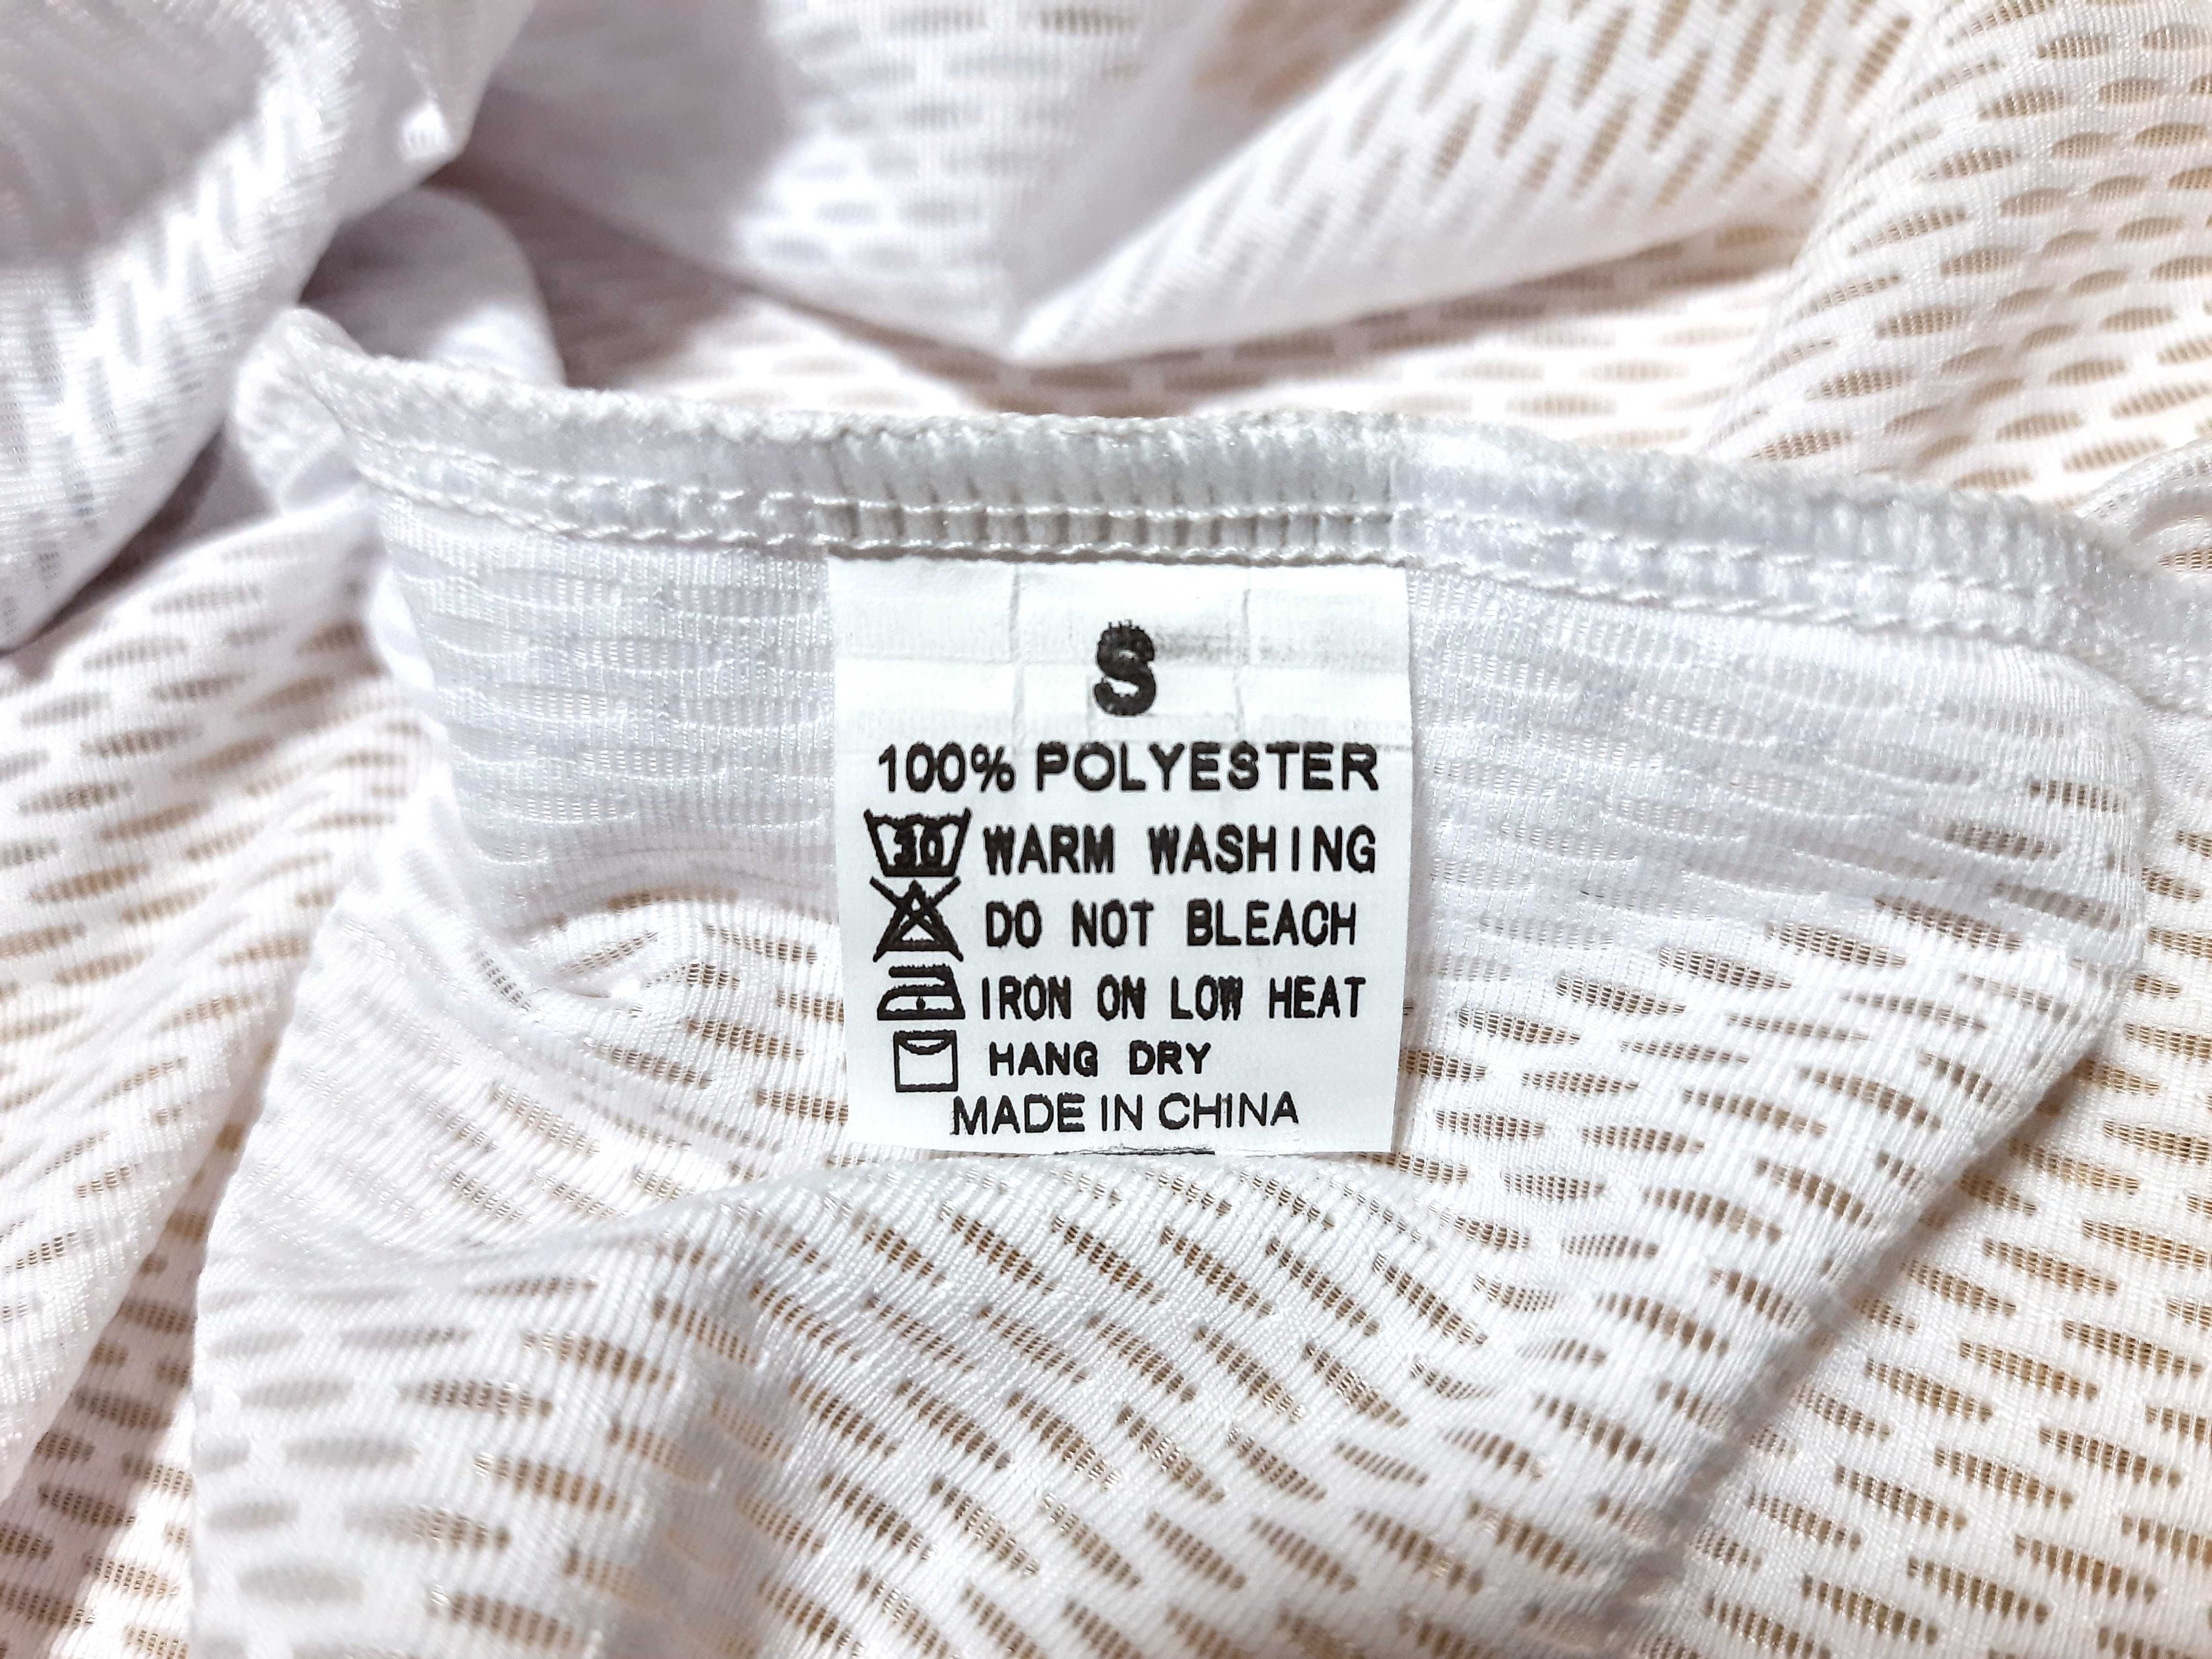 S
100% POLYESTER
30 WARM WASHING
DO NOT BLEACH
IRON ON LOW HEAT
HANG DRY
MADE IN CHINA